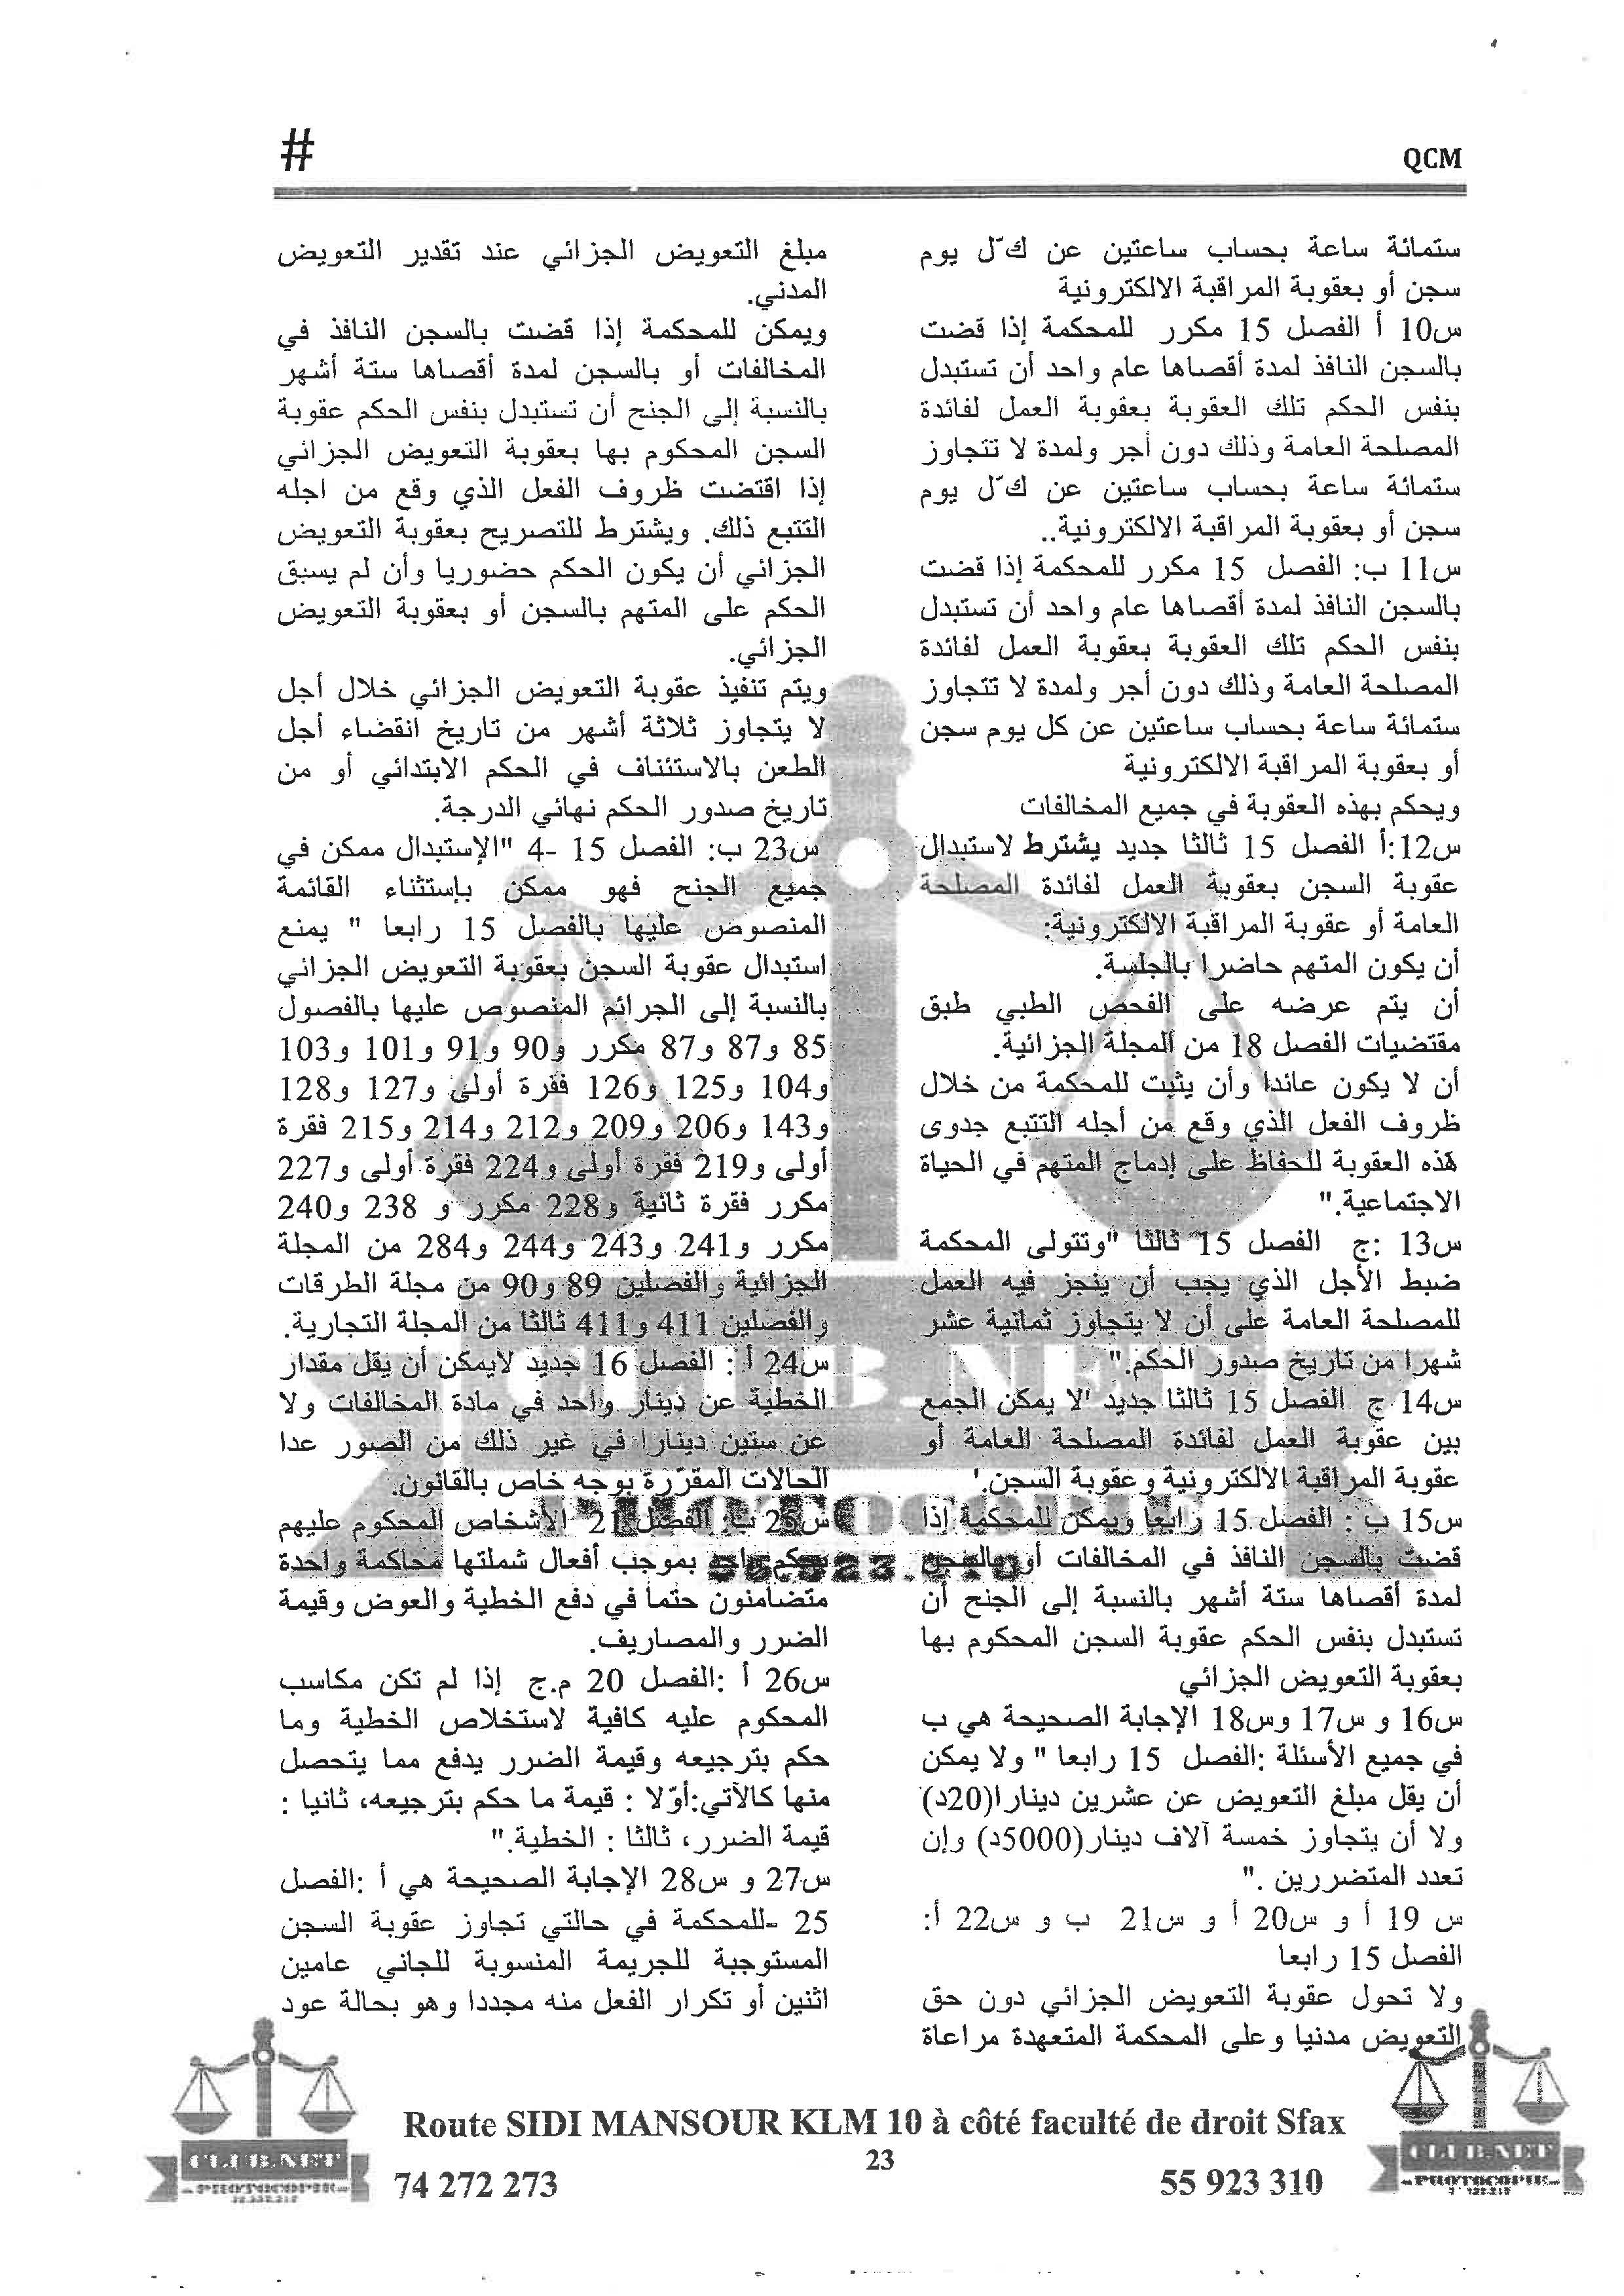 #
QCM
ستمائة ساعة بحساب ساعتين عن كّل يوم
سجن أو بعقوبة المراقبة الالكترونية
س10 أ الفصل 15 مكرر للمحكمة إذا قضت
بالسجن النافذ لمدة أقصاها عام واحد أن تستبدل
بنفس الحكم تلك العقوبة بعقوبة العمل لفائدة
المصلحة العامة وذلك دون أجر ولمدة لا تتجاوز
ستمائة ساعة بحساب ساعتين عن كّل يوم
سجن أو بعقوبة المراقبة الالكترونية..
س11 ب: الفصل 15 مكرر للمحكمة إذا قضت
بالسجن النافذ لمدة أقصاها عام واحد أن تستبدل
بنفس الحكم تلك العقوبة بعقوبة العمل لفائدة
المصلحة العامة وذلك دون أجر ولمدة لا تتجاوز
ستمائة ساعة بحساب ساعتين عن كل يوم سجن
أو بعقوبة المراقبة الالكترونية
ويحكم بهذه العقوبة في جميع المخالفات
س12:أ الفصل 15 ثالثا جديد يشترط لاستبدال
عقوبة السجن بعقوبة العمل لفائدة المصلحة
العامة أو عقوبة المراقبة الالكترونية:
أن يكون المتهم حاضرا بالجلسة.
أن يتم عرضه على الفحص الطبي طبق
مقتضيات الفصل 18 من المجلة الجزائية.
أن لا يكون عائدا وأن يثبت للمحكمة من خلال
ظروف الفعل الذي وقع من أجله التتبع جدوى
هذه العقوبة للحفاظ على إدماج المتهم في الحياة
الاجتماعية."
س13 :ج الفصل 15 ثالثا "وتتولى المحكمة
ضبط الأجل الذي يجب أن ينجز فيه العمل
للمصلحة العامة على أن لا يتجاوز ثمانية عشر
شهرا من تاريخ صدور الحكم."
س14 ج الفصل 15 ثالثا جديد 'لا يمكن الجمع
بين عقوبة العمل لفائدة المصلحة العامة أو
عقوبة المراقبة الالكترونية وعقوبة السجن.'
س15 ب : الفصل 15 رابعا ويمكن للمحكمة إذا
قضت بالسجن النافذ في المخالفات أو بالسجن
لمدة أقصاها ستة أشهر بالنسبة إلى الجنح أن
تستبدل بنفس الحكم عقوبة السجن المحكوم بها
بعقوبة التعويض الجزائي
س16 و س17 وس18 الإجابة الصحيحة هي ب
في جميع الأسئلة :الفصل 15 رابعا " ولا يمكن
أن يقل مبلغ التعويض عن عشرين دينارا(20د)
ولا أن يتجاوز خمسة آلاف دينار(5000د) وإن
تعدد المتضررين ."
س 19 أ و س20 أ و س21 ب و س22 أ:
الفصل 15 رابعا
ولا تحول عقوبة التعويض الجزائي دون حق
التعويض مدنيا وعلى المحكمة المتعهدة مراعاة
مبلغ التعويض الجزائي عند تقدير التعويض
المدني.
ويمكن للمحكمة إذا قضت بالسجن النافذ في
المخالفات أو بالسجن لمدة أقصاها ستة أشهر
بالنسبة إلى الجنح أن تستبدل بنفس الحكم عقوبة
السجن المحكوم بها بعقوبة التعويض الجزائي
إذا اقتضت ظروف الفعل الذي وقع من اجله
التتبع ذلك. ويشترط للتصريح بعقوبة التعويض
الجزائي أن يكون الحكم حضوريا وأن لم يسبق
الحكم على المتهم بالسجن أو بعقوبة التعويض
الجزائي.
ويتم تنفيذ عقوبة التعويض الجزائي خلال أجل
لا يتجاوز ثلاثة أشهر من تاريخ انقضاء أجل
الطعن بالاستئناف في الحكم الابتدائي أو من
تاريخ صدور الحكم نهائي الدرجة.
س23 ب: الفصل 15 -4 "الإستبدال ممكن في
جميع الجنح فهو ممكن بإستثناء القائمة
المنصوص عليها بالفصل 15 رابعا " يمنع
استبدال عقوبة السجن بعقوبة التعويض الجزائي
بالنسبة إلى الجرائم المنصوص عليها بالفصول
85 و87 و87 مكرر و90 و91 و101 و103
و104 و125 و126 فقرة أولى و127 و128
و143 و206 و209 و212 و214 و215 فقرة
أولى و219 فقرة أولى و224 فقرة أولى و227
مكرر فقرة ثانية و228 مكرر و 238 و240
مكرر و241 و243 و244 و284 من المجلة
الجزائية والفصلين 89 و90 من مجلة الطرقات
والفصلين 411 و411 ثالثا من المجلة التجارية.
س24 أ : الفصل 16 جديد لايمكن أن يقل مقدار
الخطية عن دينار واحد في مادة المخالفات ولا
عن ستين دينارا في غير ذلك من الصور عدا
الحالات المقرّرة بوجه خاص بالقانون.
س25 ب: الفصل 21 الأشخاص المحكوم عليهم
بحكم واحد بموجب أفعال شملتها محاكمة واحدة
متضامنون حتما في دفع الخطية والعوض وقيمة
الضرر والمصاريف.
س26 أ :الفصل 20 م.ج إذا لم تكن مكاسب
المحكوم عليه كافية لاستخلاص الخطية وما
حكم بترجيعه وقيمة الضرر يدفع مما يتحصل
منها كالآتي:أوّلا : قيمة ما حكم بترجيعه، ثانيا :
قيمة الضرر، ثالثا : الخطية."
س27 و س28 الإجابة الصحيحة هي أ :الفصل
25 -للمحكمة في حالتي تجاوز عقوبة السجن
المستوجبة للجريمة المنسوبة للجاني عامين
اثنين أو تكرار الفعل منه مجددا وهو بحالة عود
Route SIDI MANSOUR KLM 10 à côté faculté de droit Sfax
23
74 272 273
55 923 310
CLUB.NET
PHOTOCOPIE
CLUB.NET
PHOTOCOPIE